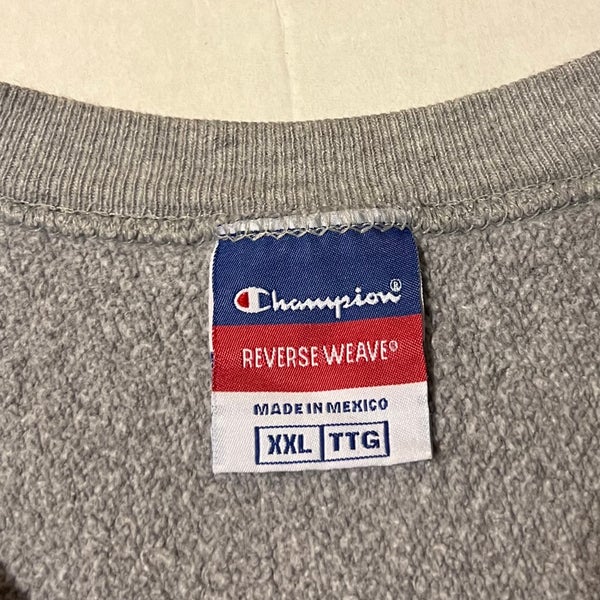 Champion®
REVERSE WEAVE®
MADE IN MEXICO
XXL TTG